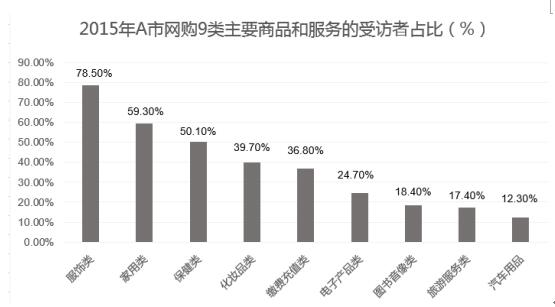 2015年A市网购9类主要商品和服务的受访者占比（%）
90.00%
80.00%
70.00%
60.00%
50.00%
40.00%
30.00%
20.00%
10.00%
0.00%
78.50%
59.30%
50.10%
39.70%
36.80%
24.70%
18.40%
17.40%
12.30%
服饰类
家用类
保健类
化妆品类
缴费充值类
电子产品类
图书音像类
旅游服务类
汽车用品